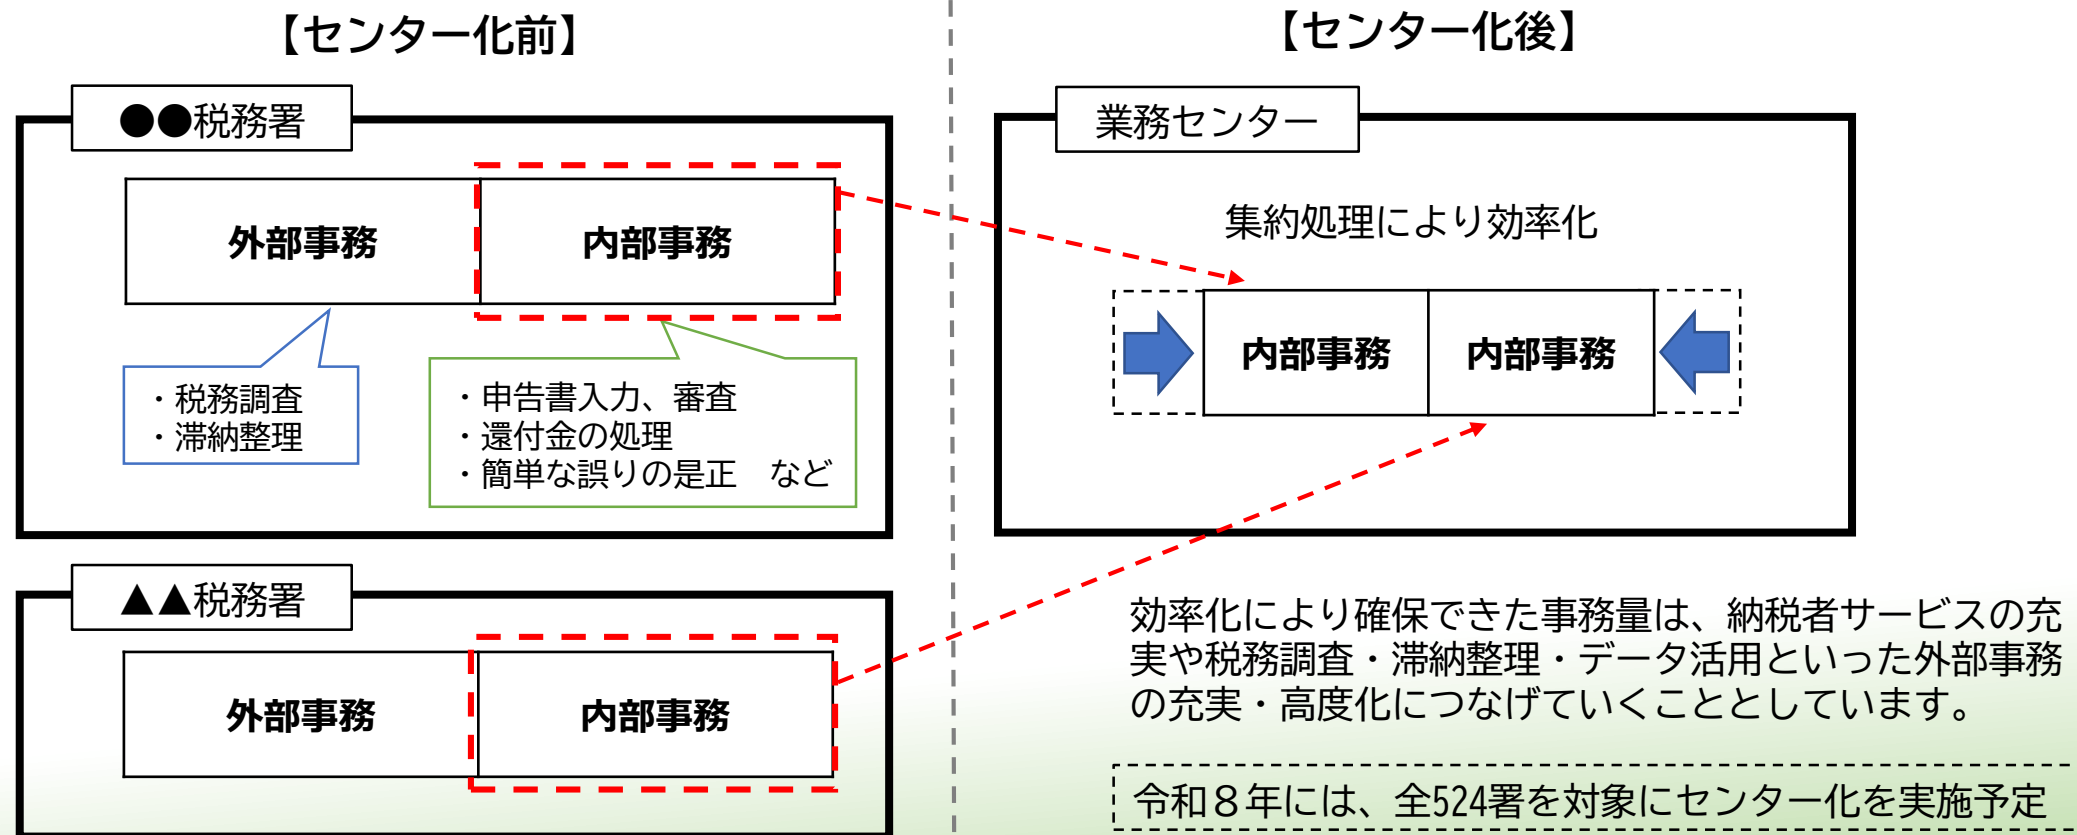 【センター化前】
●●税務署
外部事務
内部事務
・税務調査
・滞納整理
・申告書入力、審査
・還付金の処理
・簡単な誤りの是正　など
▲▲税務署
外部事務
内部事務
【センター化後】
業務センター
集約処理により効率化
内部事務
内部事務
効率化により確保できた事務量は、納税者サービスの充
実や税務調査・滞納整理・データ活用といった外部事務
の充実・高度化につなげていくこととしています。
令和８年には、全524署を対象にセンター化を実施予定